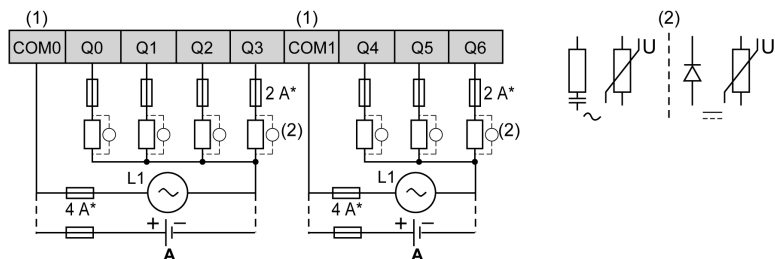 (1) (1) (2)
COM0 Q0 Q1 Q2 Q3 COM1 Q4 Q5 Q6
U U
2 A* 2 A*
(2) (2)
L1 L1
4 A* 4 A*
+ − + −
A A